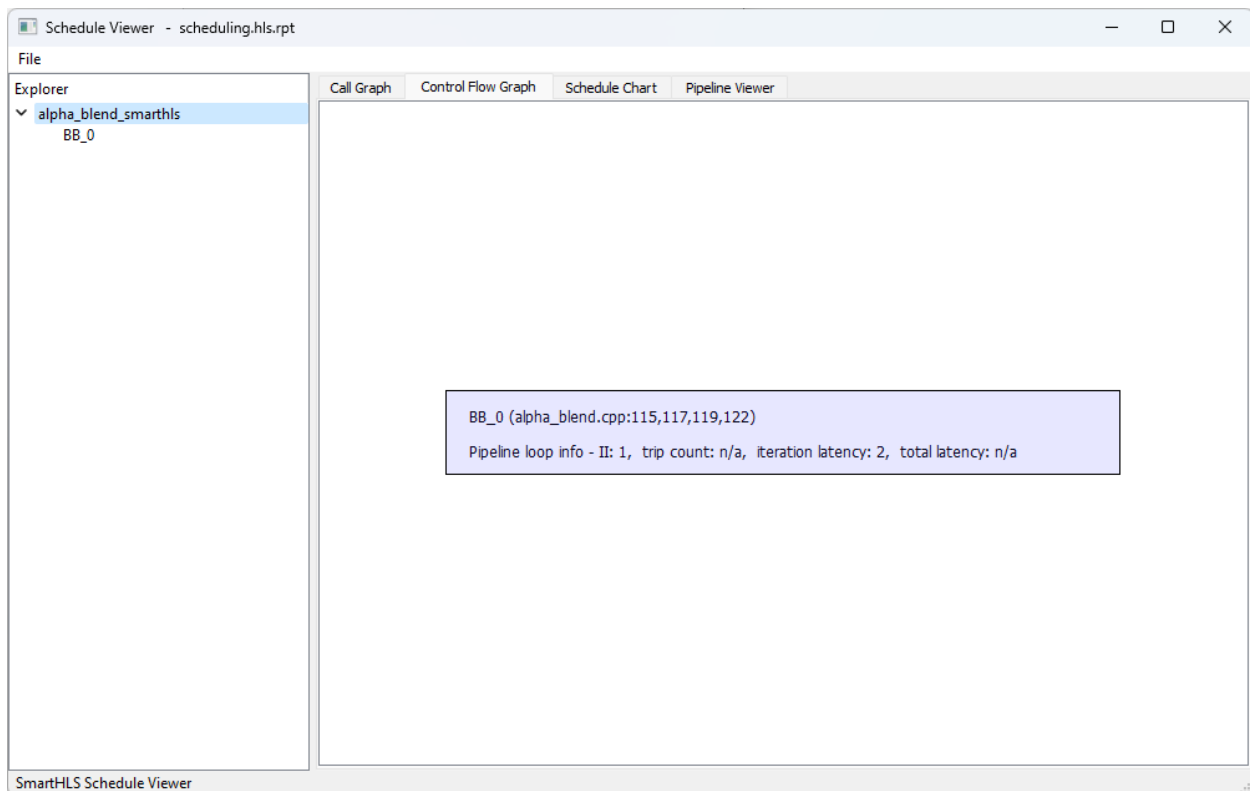 Schedule Viewer - scheduling.hls.rpt
File
Explorer
alpha_blend_smarthls
BB_0
Call Graph
Control Flow Graph
Schedule Chart
Pipeline Viewer
BB_0 (alpha_blend.cpp:115,117,119,122)
Pipeline loop info - II: 1, trip count: n/a, iteration latency: 2, total latency: n/a
SmartHLS Schedule Viewer